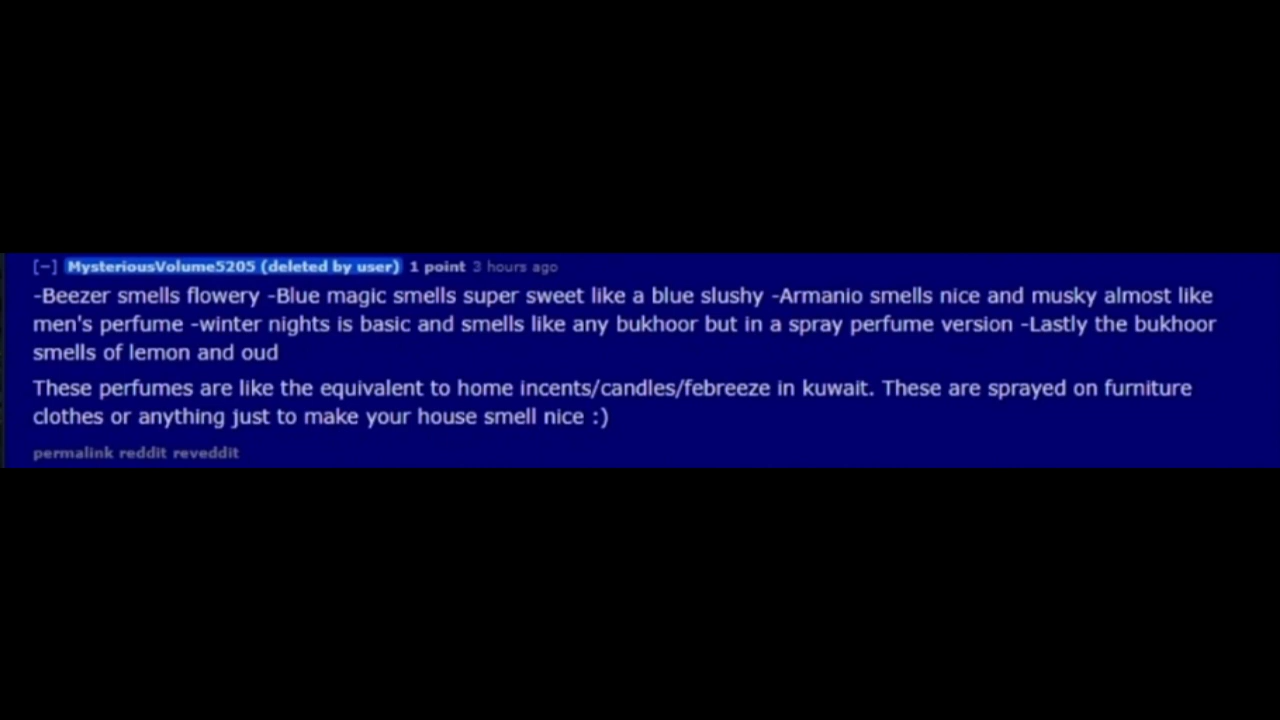 [−] MysteriousVolume5205 (deleted by user) 1 point 3 hours ago
-Beezer smells flowery -Blue magic smells super sweet like a blue slushy -Armanio smells nice and musky almost like
men's perfume -winter nights is basic and smells like any bukhoor but in a spray perfume version -Lastly the bukhoor
smells of lemon and oud
These perfumes are like the equivalent to home incents/candles/febreeze in kuwait. These are sprayed on furniture
clothes or anything just to make your house smell nice :)
permalink reddit reveddit